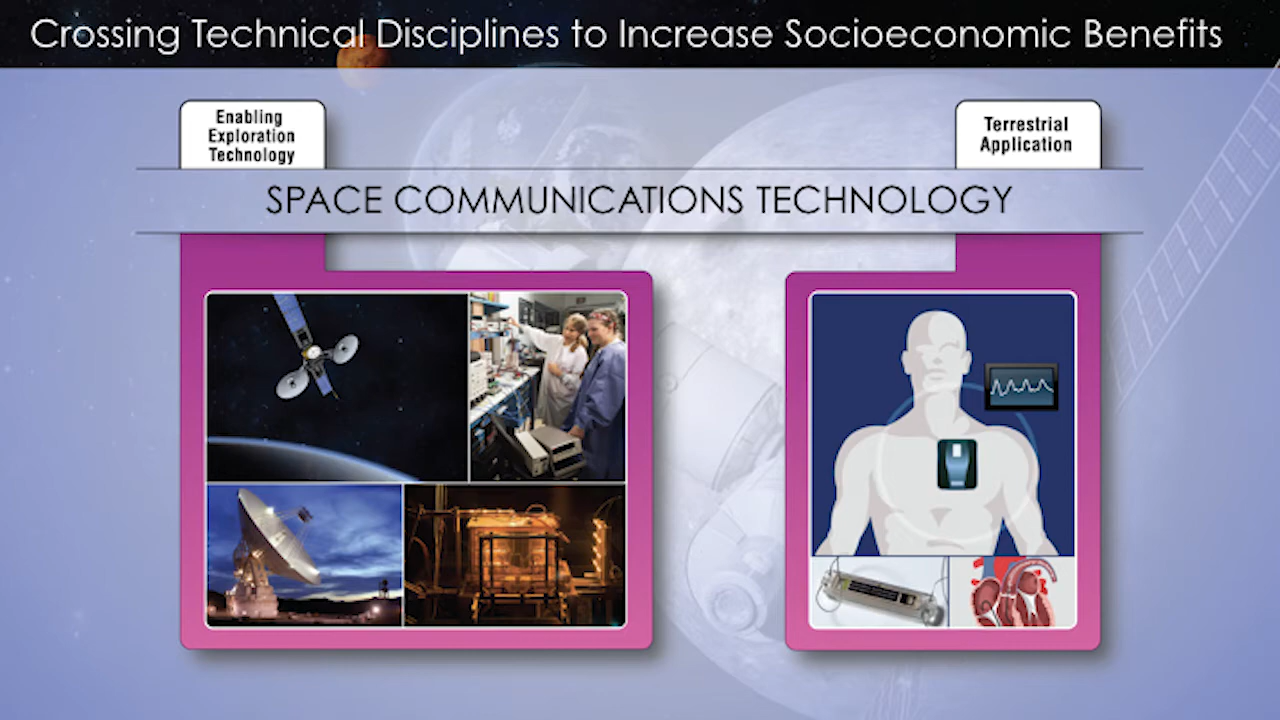 Crossing Technical Disciplines to Increase Socioeconomic Benefits
Enabling
Exploration
Technology
Terrestrial
Application
SPACE COMMUNICATIONS TECHNOLOGY